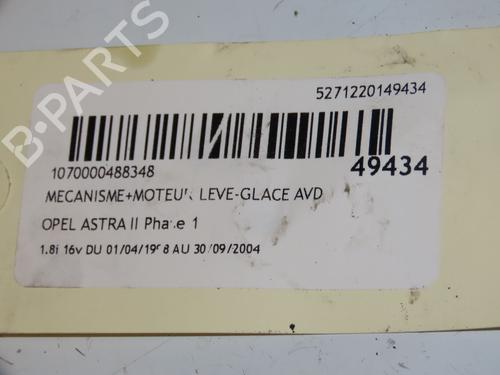 5271220149434
1070000488348
49434
MECANISME+MOTEUR LEVE-GLACE AVD
OPEL ASTRA II Phase 1
1.8i 16v DU 01/04/1998 AU 30/09/2004
B-PARTS